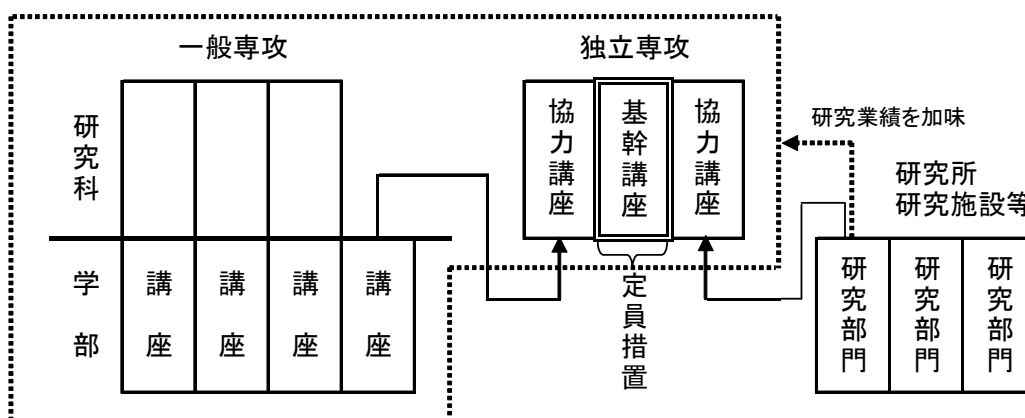 一般専攻
独立専攻
研究科
協力講座
基幹講座
協力講座
研究業績を加味
研究所
研究施設等
学部
講座
講座
講座
講座
定員措置
研究部門
研究部門
研究部門